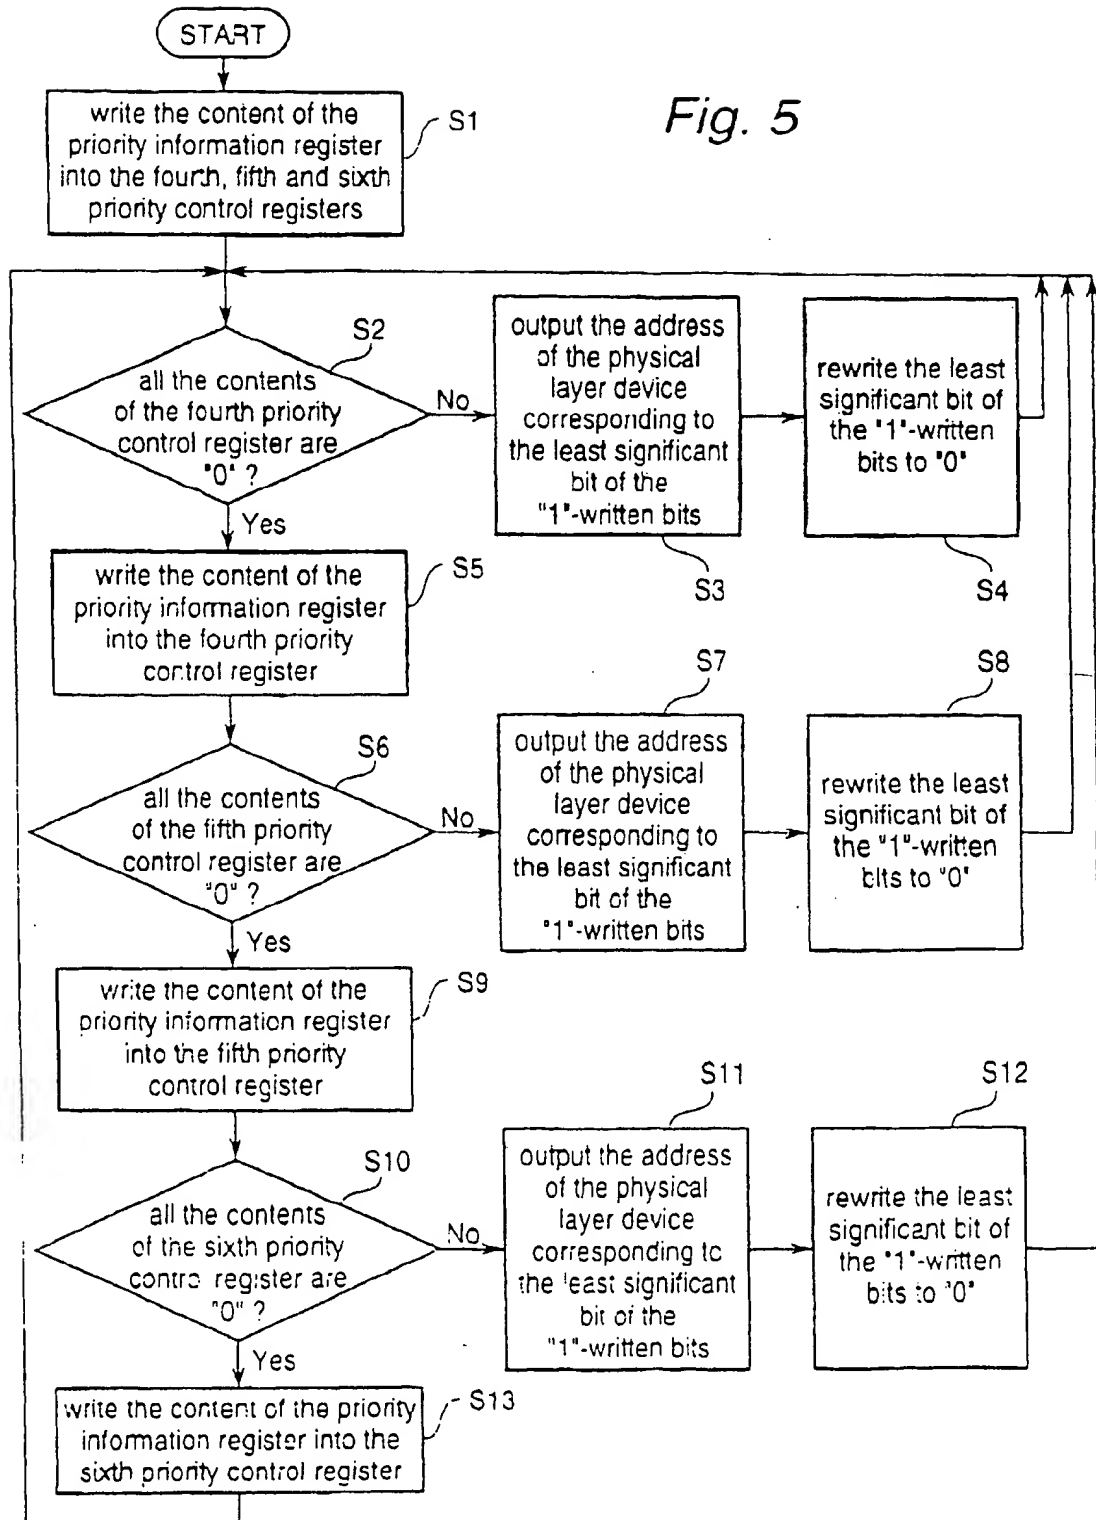 START
Fig. 5
write the content of the
priority information register
into the fourth, fifth and sixth
priority control registers
S1
S2
all the contents
of the fourth priority
control register are
"0" ?
No
output the address
of the physical
layer device
corresponding to
the least significant
bit of the
"1"-written bits
S3
rewrite the least
significant bit of
the "1"-written
bits to "0"
S4
Yes
write the content of the
priority information register
into the fourth priority
control register
S5
S6
all the contents
of the fifth priority
control register are
"0" ?
No
S7
output the address
of the physical
layer device
corresponding to
the least significant
bit of the
"1"-written bits
S8
rewrite the least
significant bit of
the "1"-written
bits to "0"
Yes
write the content of the
priority information register
into the fifth priority
control register
S9
S10
all the contents
of the sixth priority
control register are
"0" ?
No
S11
output the address
of the physical
layer device
corresponding to
the least significant
bit of the
"1"-written bits
S12
rewrite the least
significant bit of
the "1"-written
bits to "0"
Yes
write the content of the priority
information register into the
sixth priority control register
S13